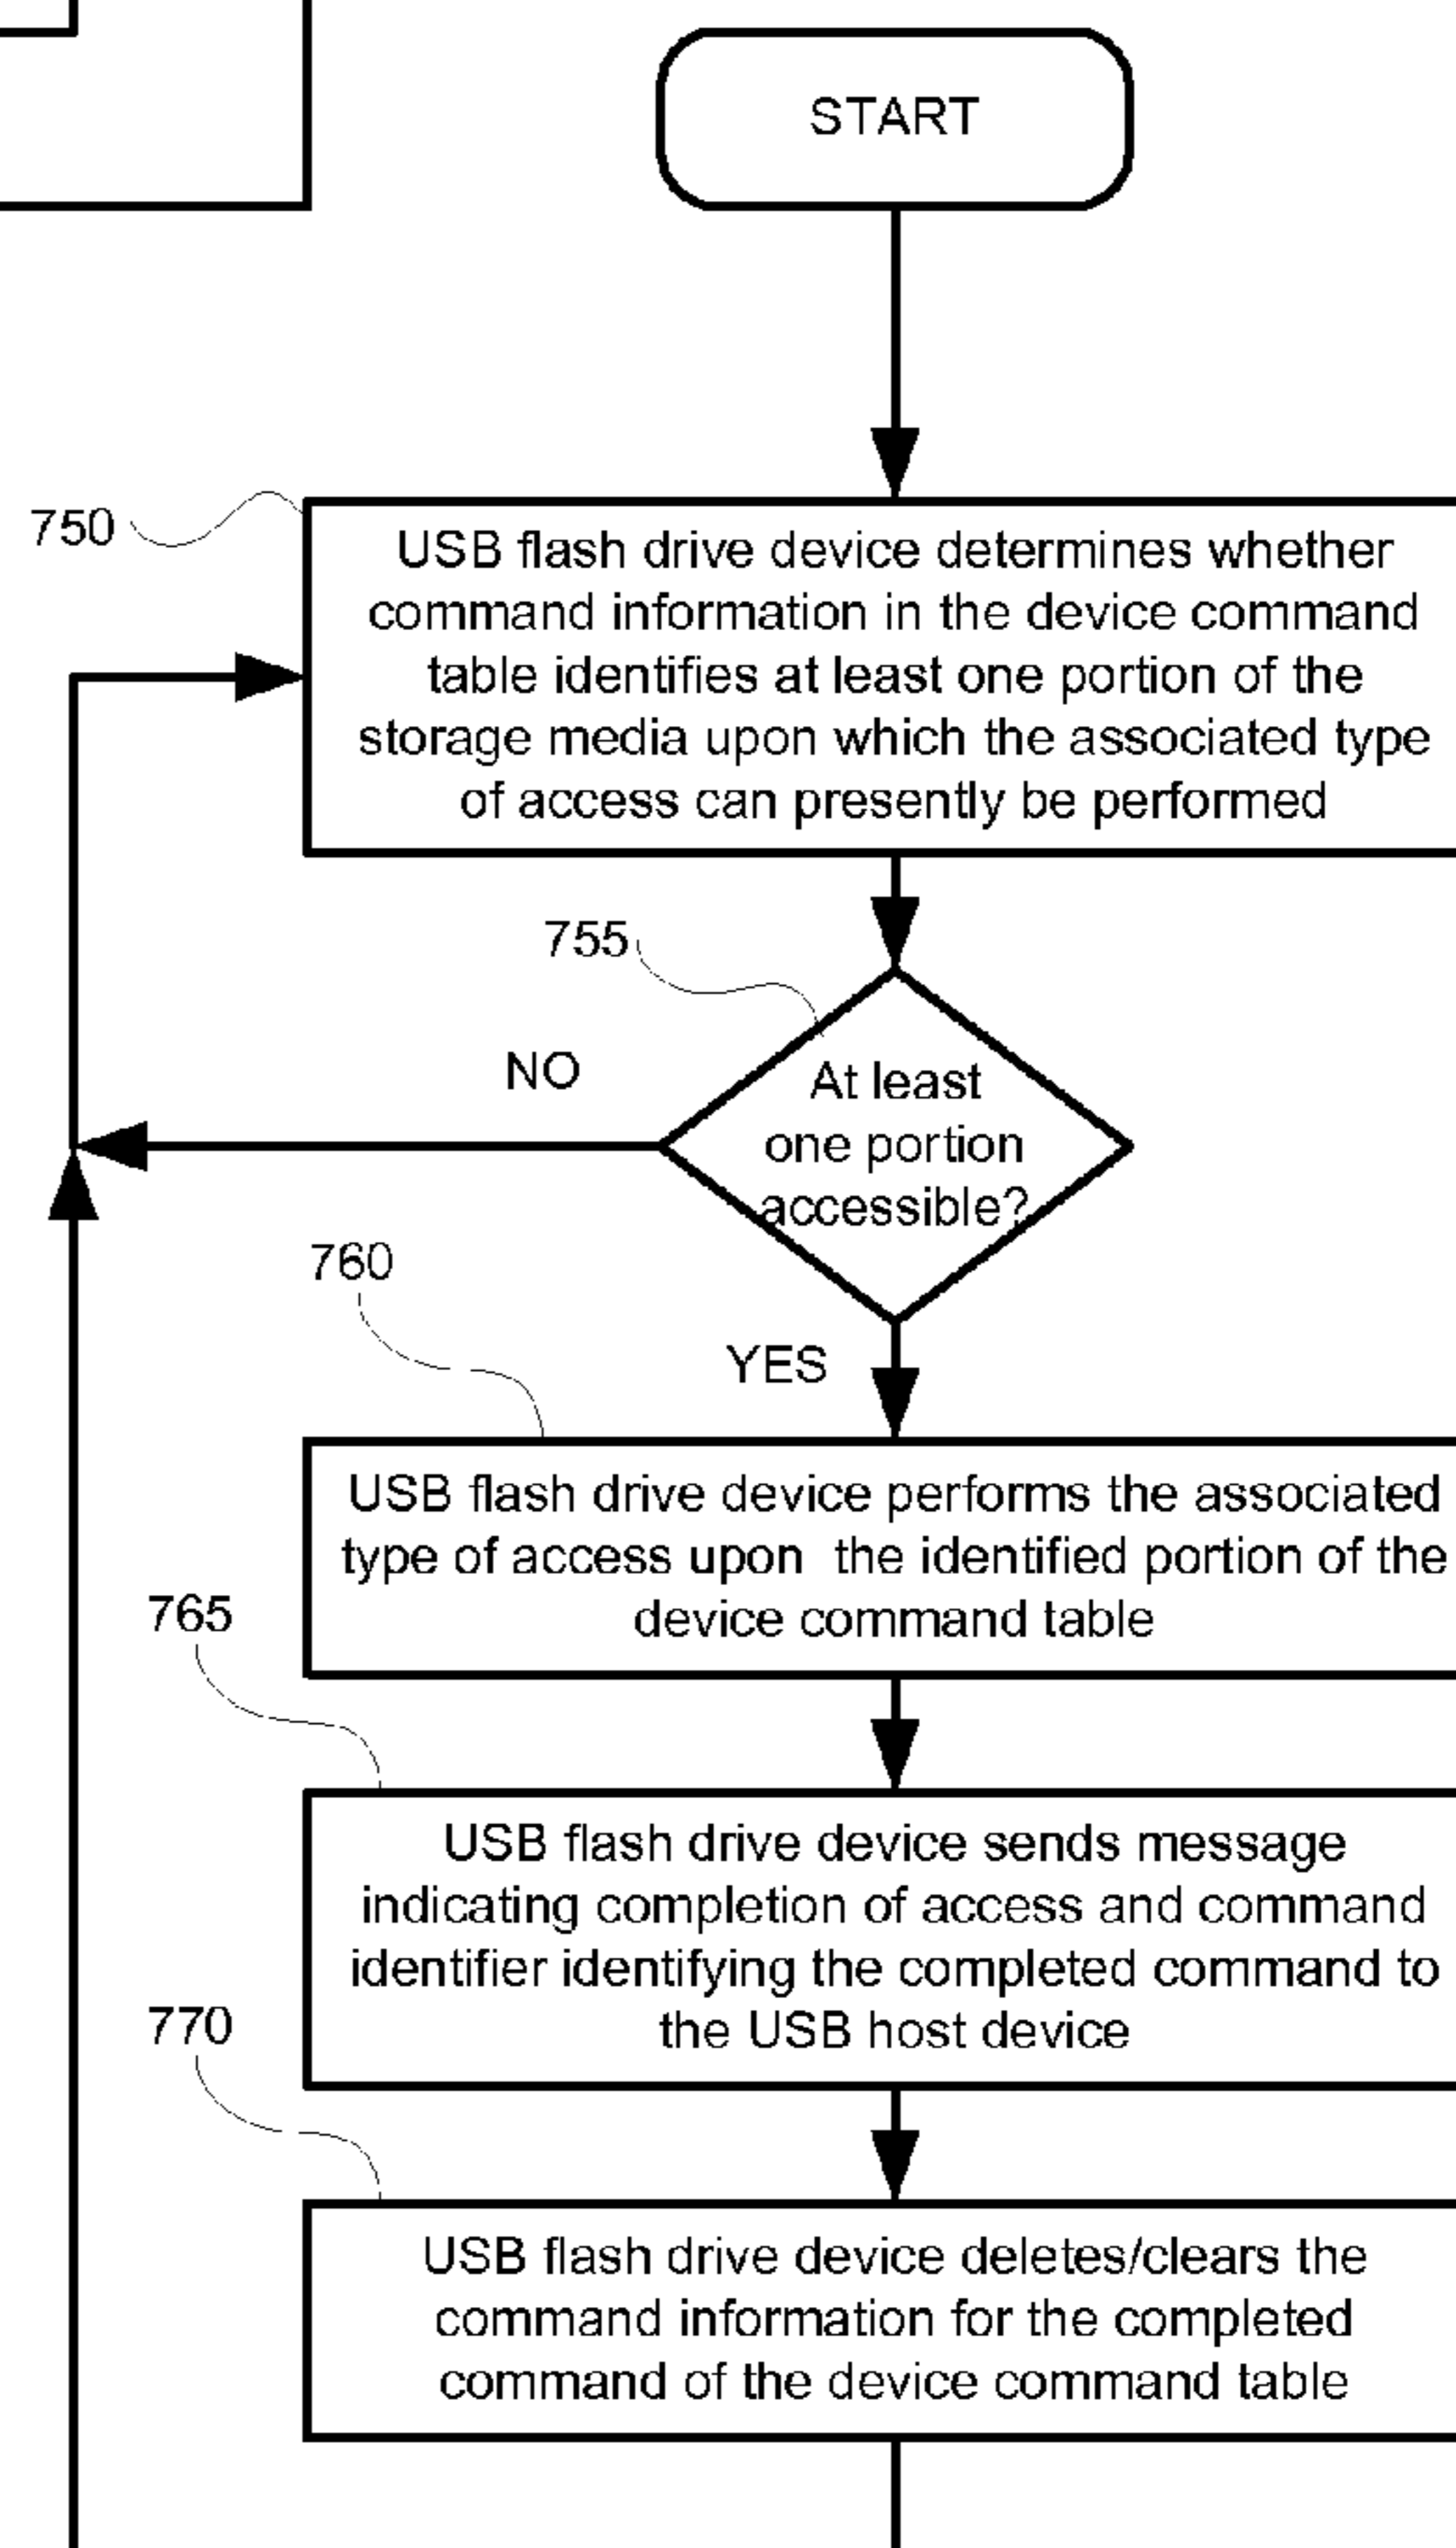 START
750
USB flash drive device determines whether
command information in the device command
table identifies at least one portion of the
storage media upon which the associated type
of access can presently be performed
755
NO
At least
one portion
accessible?
760
YES
USB flash drive device performs the associated
type of access upon the identified portion of the
device command table
765
USB flash drive device sends message
indicating completion of access and command
identifier identifying the completed command to
the USB host device
770
USB flash drive device deletes/clears the
command information for the completed
command of the device command table